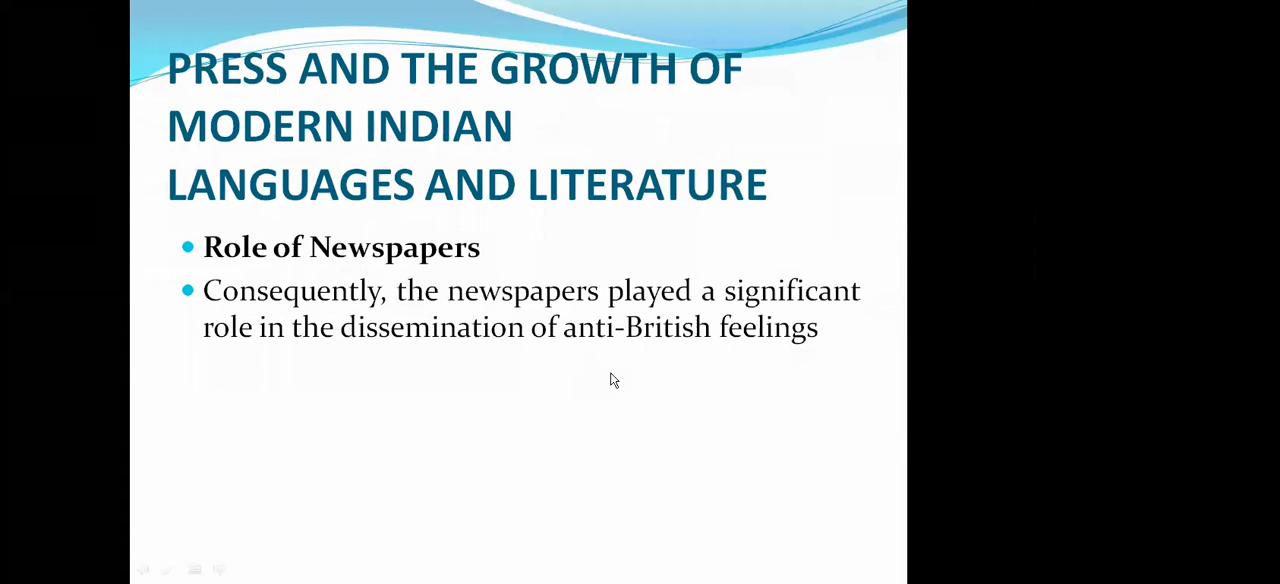 PRESS AND THE GROWTH OF
MODERN INDIAN
LANGUAGES AND LITERATURE
Role of Newspapers
Consequently, the newspapers played a significant
role in the dissemination of anti-British feelings